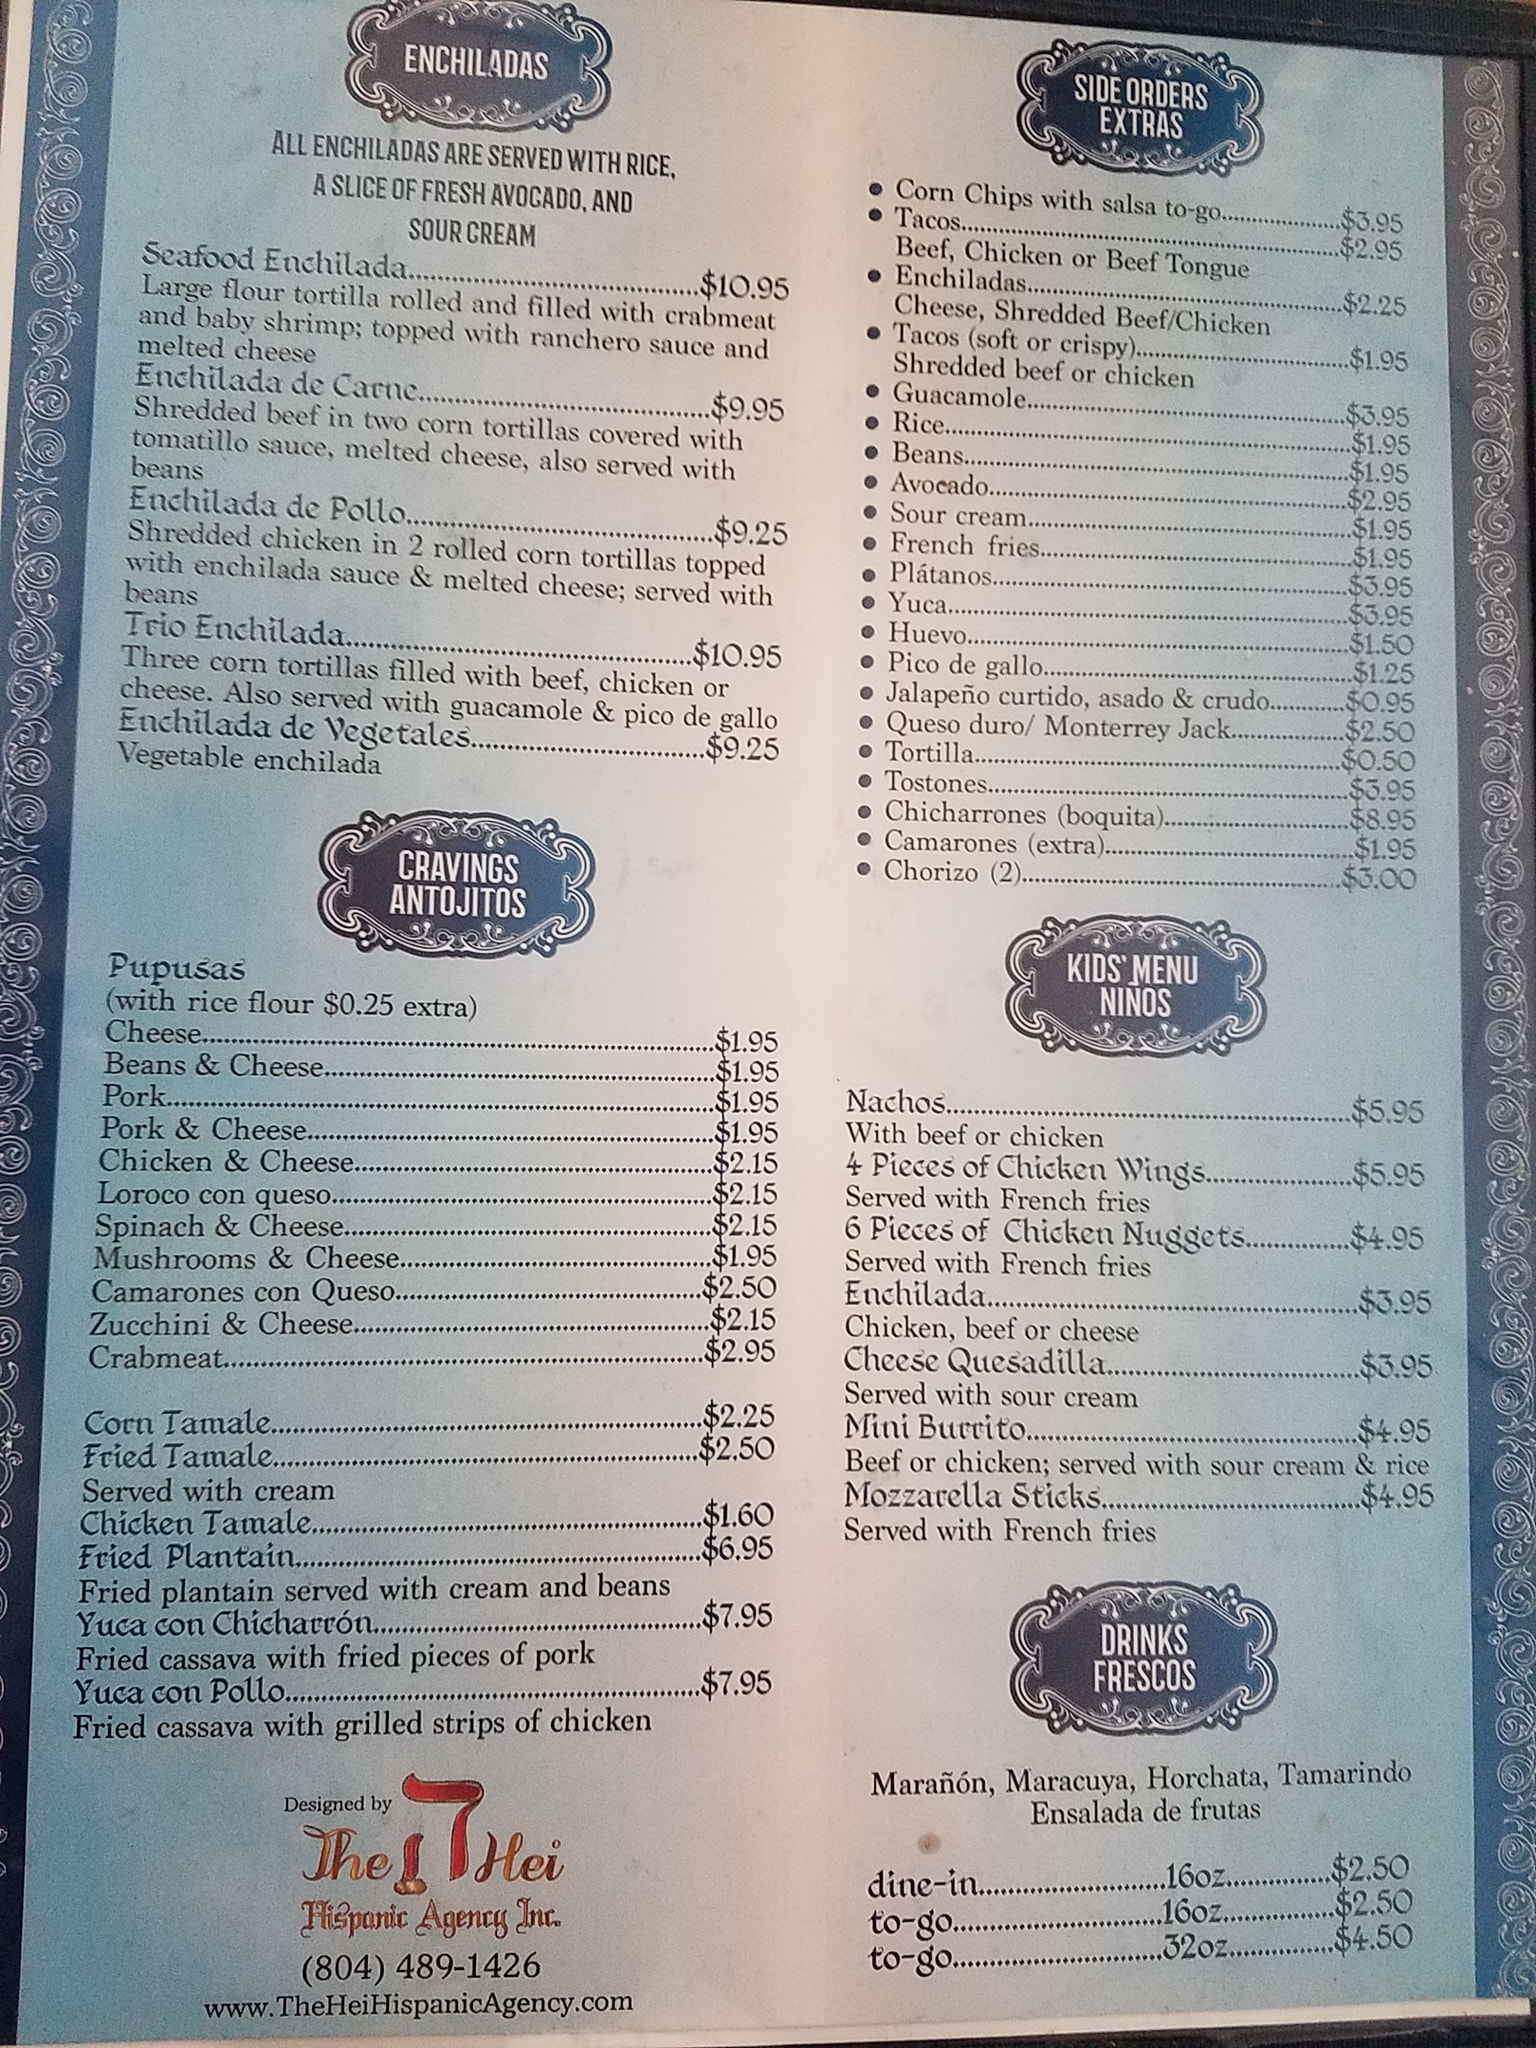 ENCHILADAS
ALL ENCHILADAS ARE SERVED WITH RICE,
A SLICE OF FRESH AVOCADO, AND
SOUR CREAM
Seafood Enchilada..........$10.95
Large flour tortilla rolled and filled with crabmeat
and baby shrimp; topped with ranchero sauce and
melted cheese
Enchilada de Carne..........$9.95
Shredded beef in two corn tortillas covered with
tomatillo sauce, melted cheese, also served with
beans
Enchilada de Pollo..........$9.25
Shredded chicken in 2 rolled corn tortillas topped
with enchilada sauce & melted cheese; served with
beans
Trio Enchilada..........$10.95
Three corn tortillas filled with beef, chicken or
cheese. Also served with guacamole & pico de gallo
Enchilada de Vegetales..........$9.25
Vegetable enchilada
CRAVINGS
ANTOJITOS
Pupusas
(with rice flour $0.25 extra)
Cheese..........$1.95
Beans & Cheese..........$1.95
Pork..........$1.95
Pork & Cheese..........$1.95
Chicken & Cheese..........$2.15
Loroco con queso..........$2.15
Spinach & Cheese..........$2.15
Mushrooms & Cheese..........$1.95
Camarones con Queso..........$2.50
Zucchini & Cheese..........$2.15
Crabmeat..........$2.95
Corn Tamale..........$2.25
Fried Tamale..........$2.50
Served with cream
Chicken Tamale..........$1.60
Fried Plantain..........$6.95
Fried plantain served with cream and beans
Yuca con Chicharrón..........$7.95
Fried cassava with fried pieces of pork
Yuca con Pollo..........$7.95
Fried cassava with grilled strips of chicken
Designed by
The Hei
Hispanic Agency Inc.
(804) 489-1426
www.TheHeiHispanicAgency.com
SIDE ORDERS
EXTRAS
• Corn Chips with salsa to-go..........$3.95
• Tacos..........$2.95
Beef, Chicken or Beef Tongue
• Enchiladas..........$2.25
Cheese, Shredded Beef/Chicken
• Tacos (soft or crispy)..........$1.95
Shredded beef or chicken
• Guacamole..........$3.95
• Rice..........$1.95
• Beans..........$1.95
• Avocado..........$2.95
• Sour cream..........$1.95
• French fries..........$1.95
• Plátanos..........$3.95
• Yuca..........$3.95
• Huevo..........$1.50
• Pico de gallo..........$1.25
• Jalapeño curtido, asado & crudo..........$0.95
• Queso duro/ Monterrey Jack..........$2.50
• Tortilla..........$0.50
• Tostones..........$3.95
• Chicharrones (boquita)..........$8.95
• Camarones (extra)..........$1.95
• Chorizo (2)..........$3.00
KIDS' MENU
NINOS
Nachos..........$5.95
With beef or chicken
4 Pieces of Chicken Wings..........$5.95
Served with French fries
6 Pieces of Chicken Nuggets..........$4.95
Served with French fries
Enchilada..........$3.95
Chicken, beef or cheese
Cheese Quesadilla..........$3.95
Served with sour cream
Mini Burrito..........$4.95
Beef or chicken; served with sour cream & rice
Mozzarella Sticks..........$4.95
Served with French fries
DRINKS
FRESCOS
Marañón, Maracuya, Horchata, Tamarindo
Ensalada de frutas
dine-in..........16oz..........$2.50
to-go..........16oz..........$2.50
to-go..........32oz..........$4.50